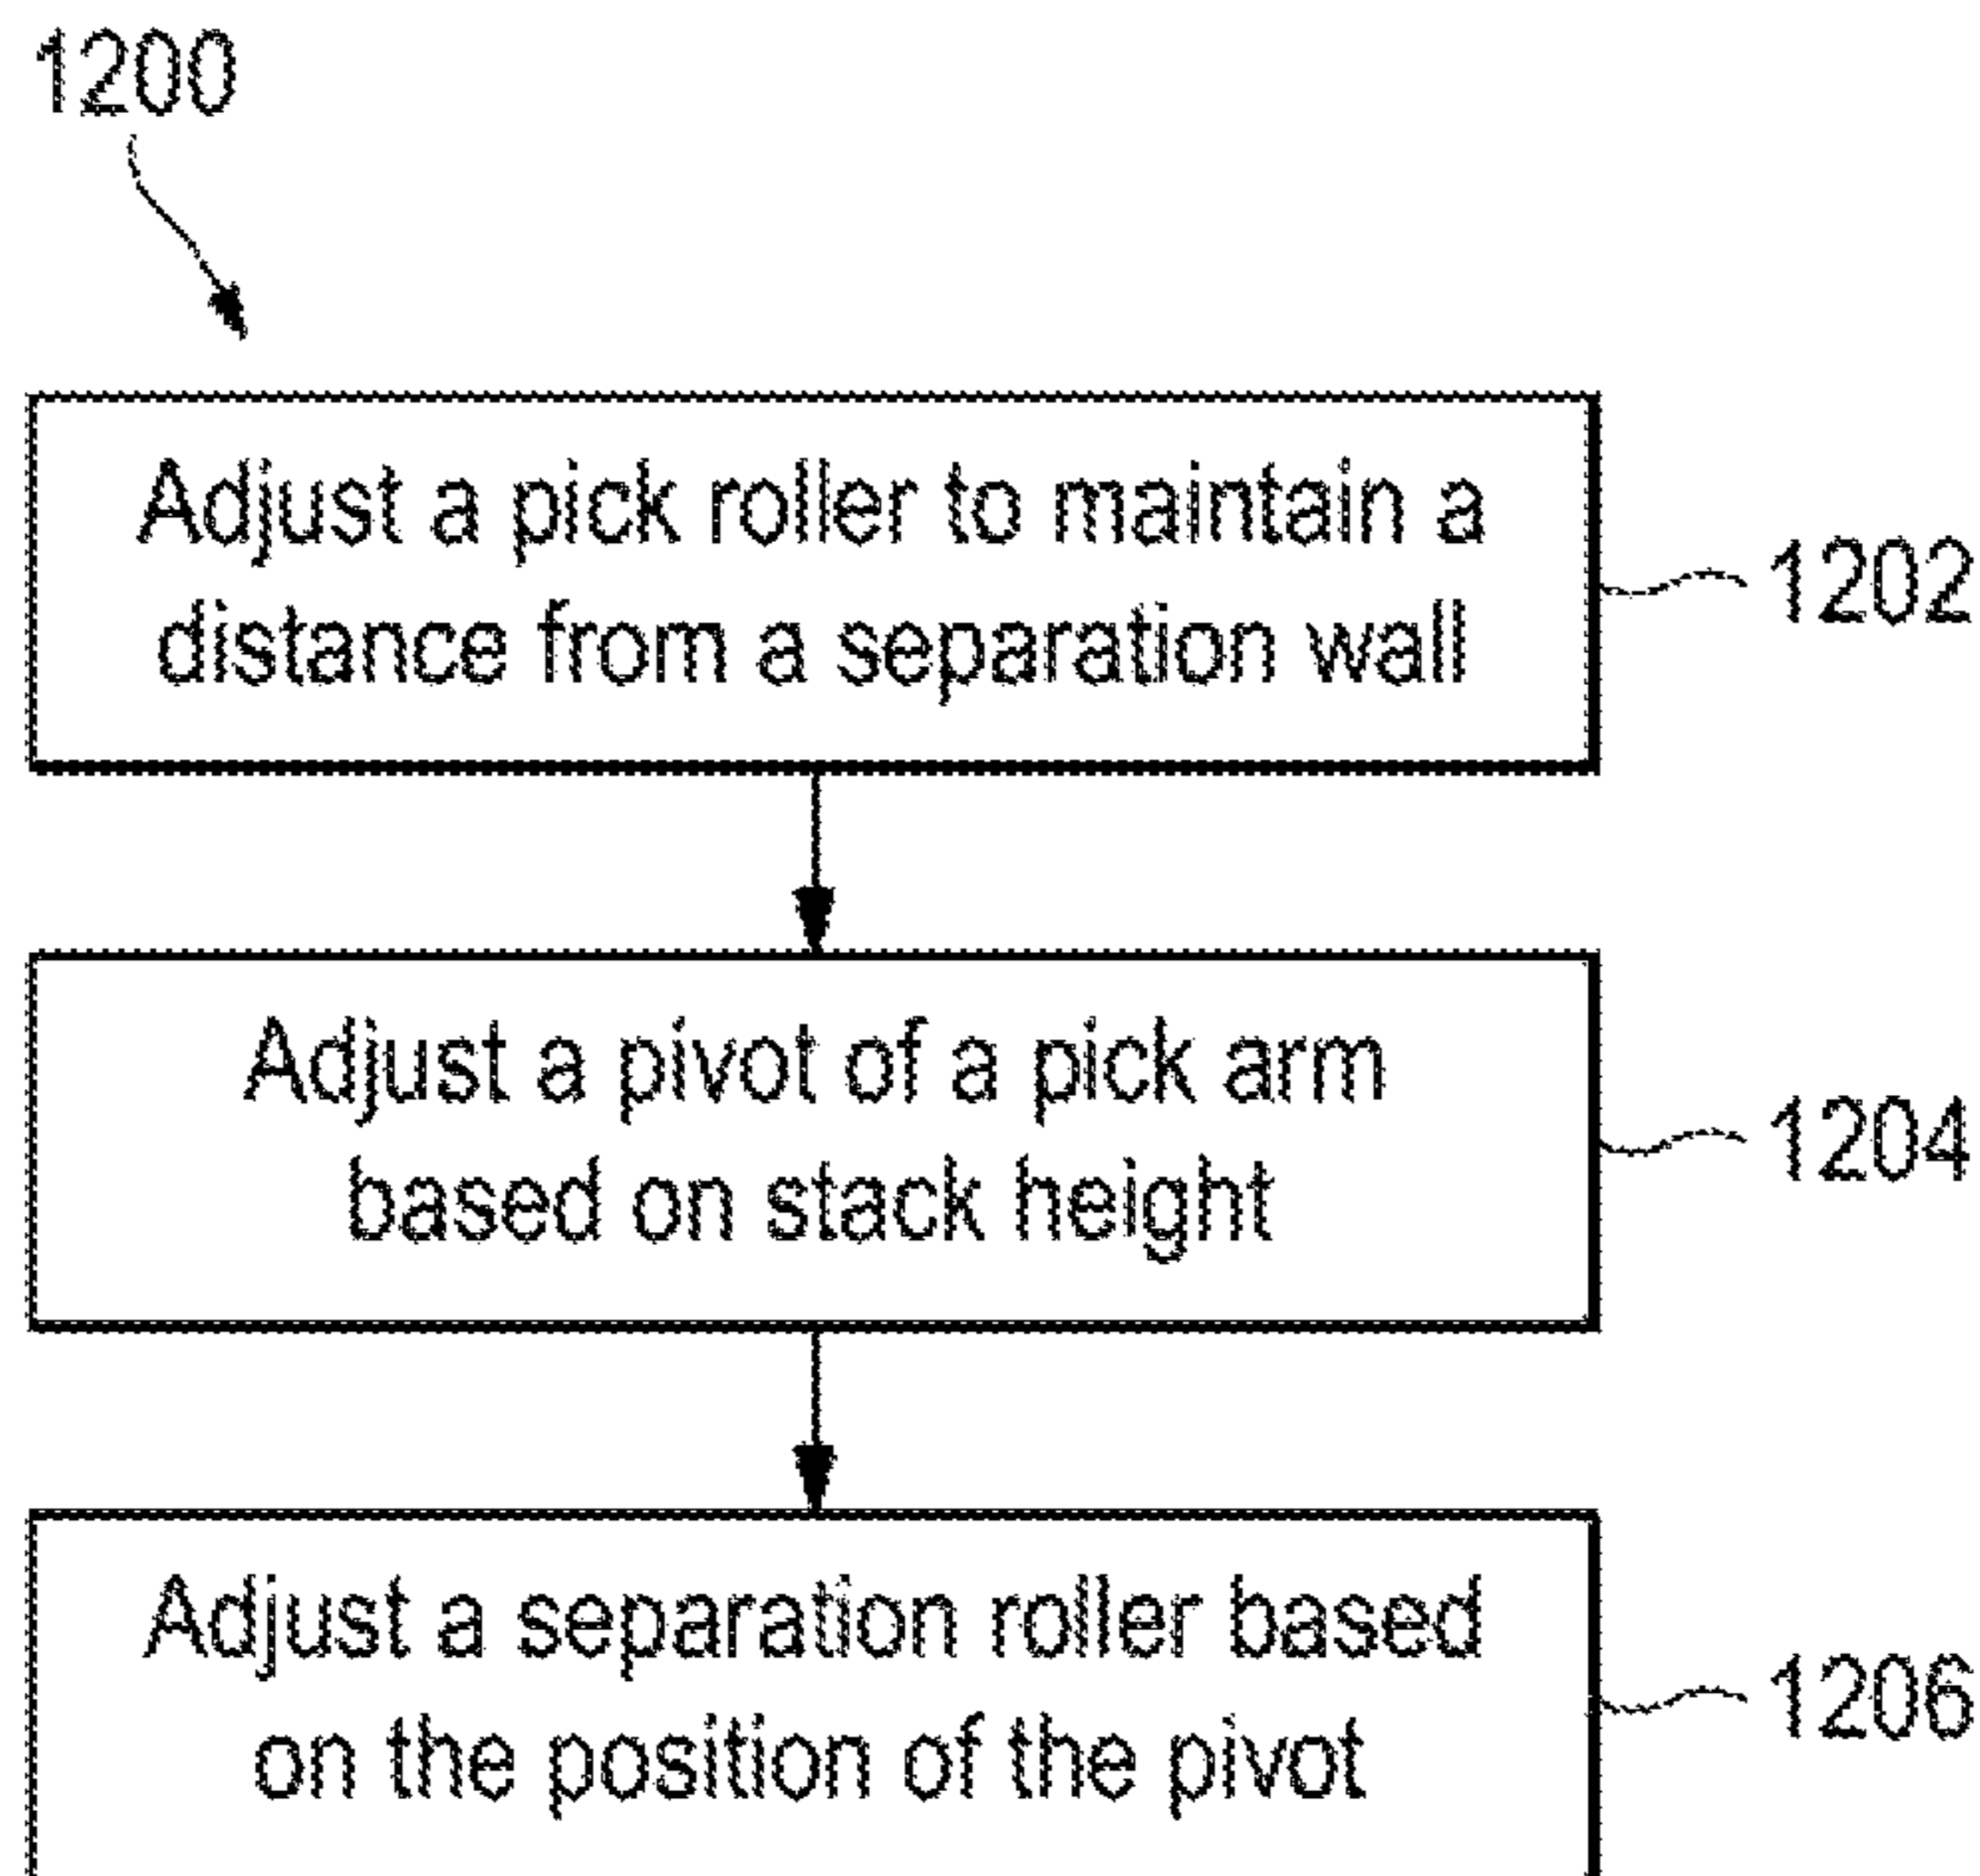 1200
Adjust a pick roller to maintain a
distance from a separation wall
1202
Adjust a pivot of a pick arm
based on stack height
1204
Adjust a separation roller based
on the position of the pivot
1206